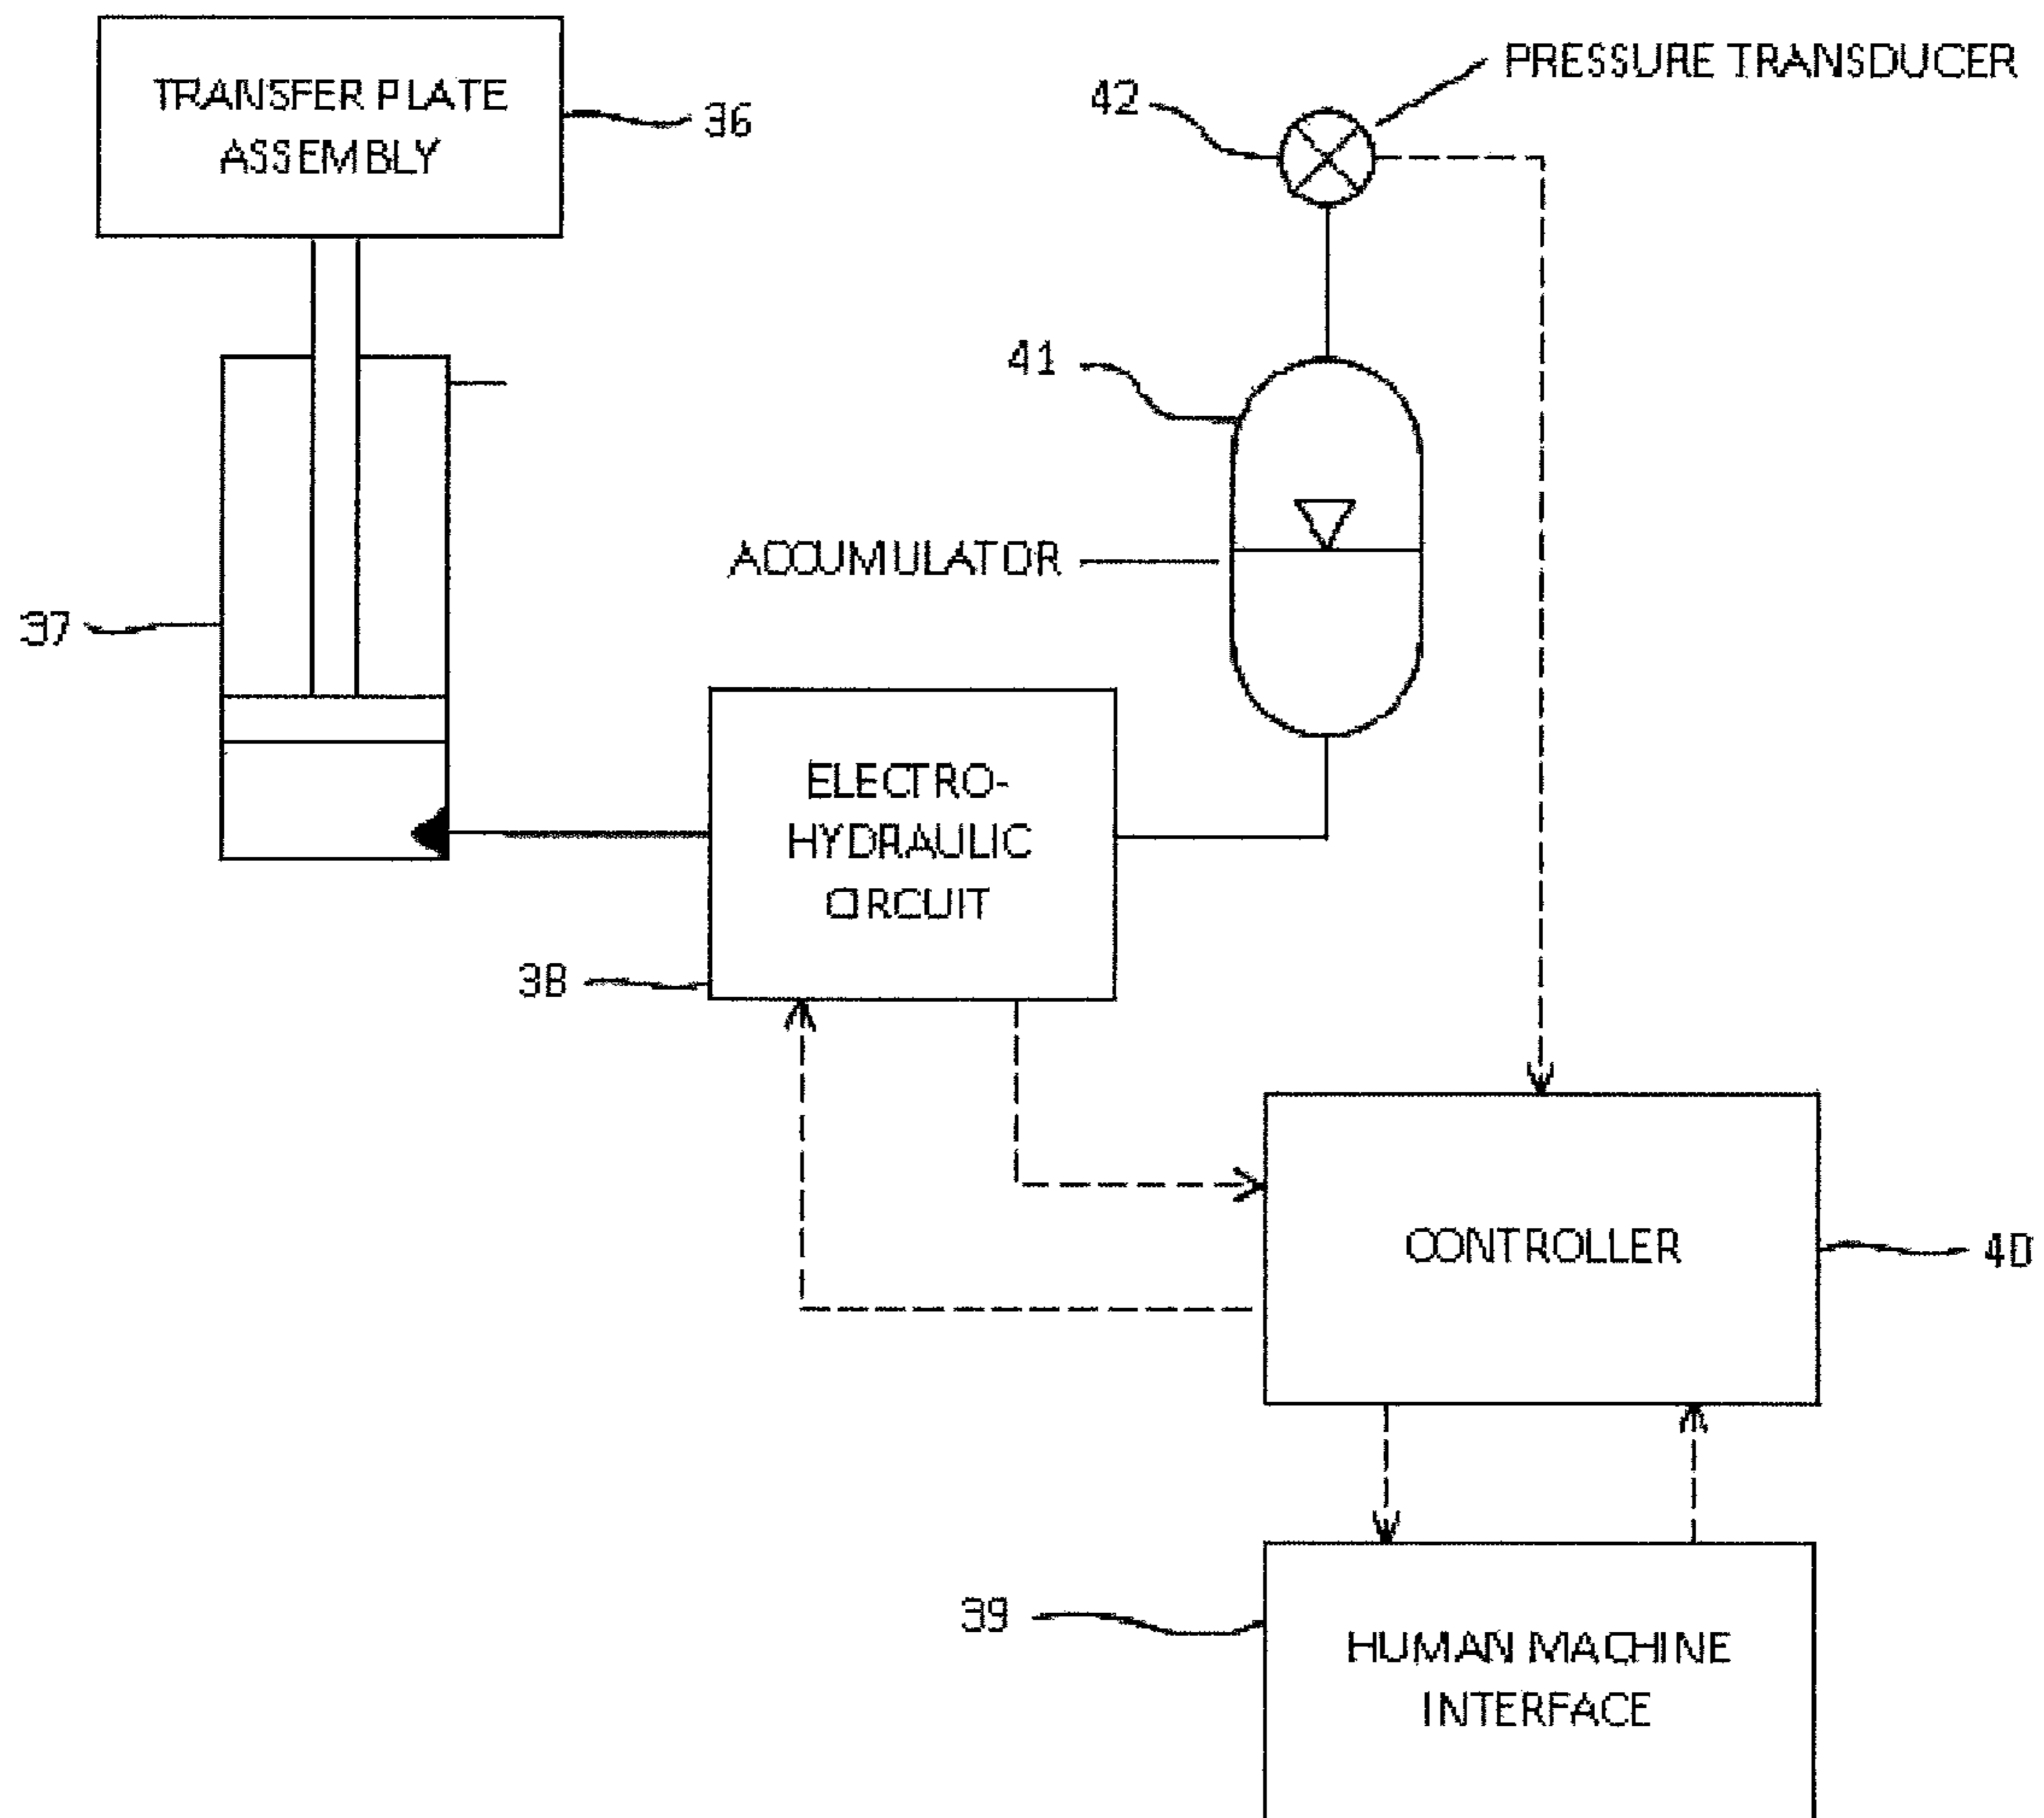 TRANSFER PLATE
ASSEMBLY
36
42
PRESSURE TRANSDUCER
41
ACCUMULATOR
37
ELECTRO-
HYDRAULIC
CIRCUIT
38
CONTROLLER
40
39
HUMAN MACHINE
INTERFACE